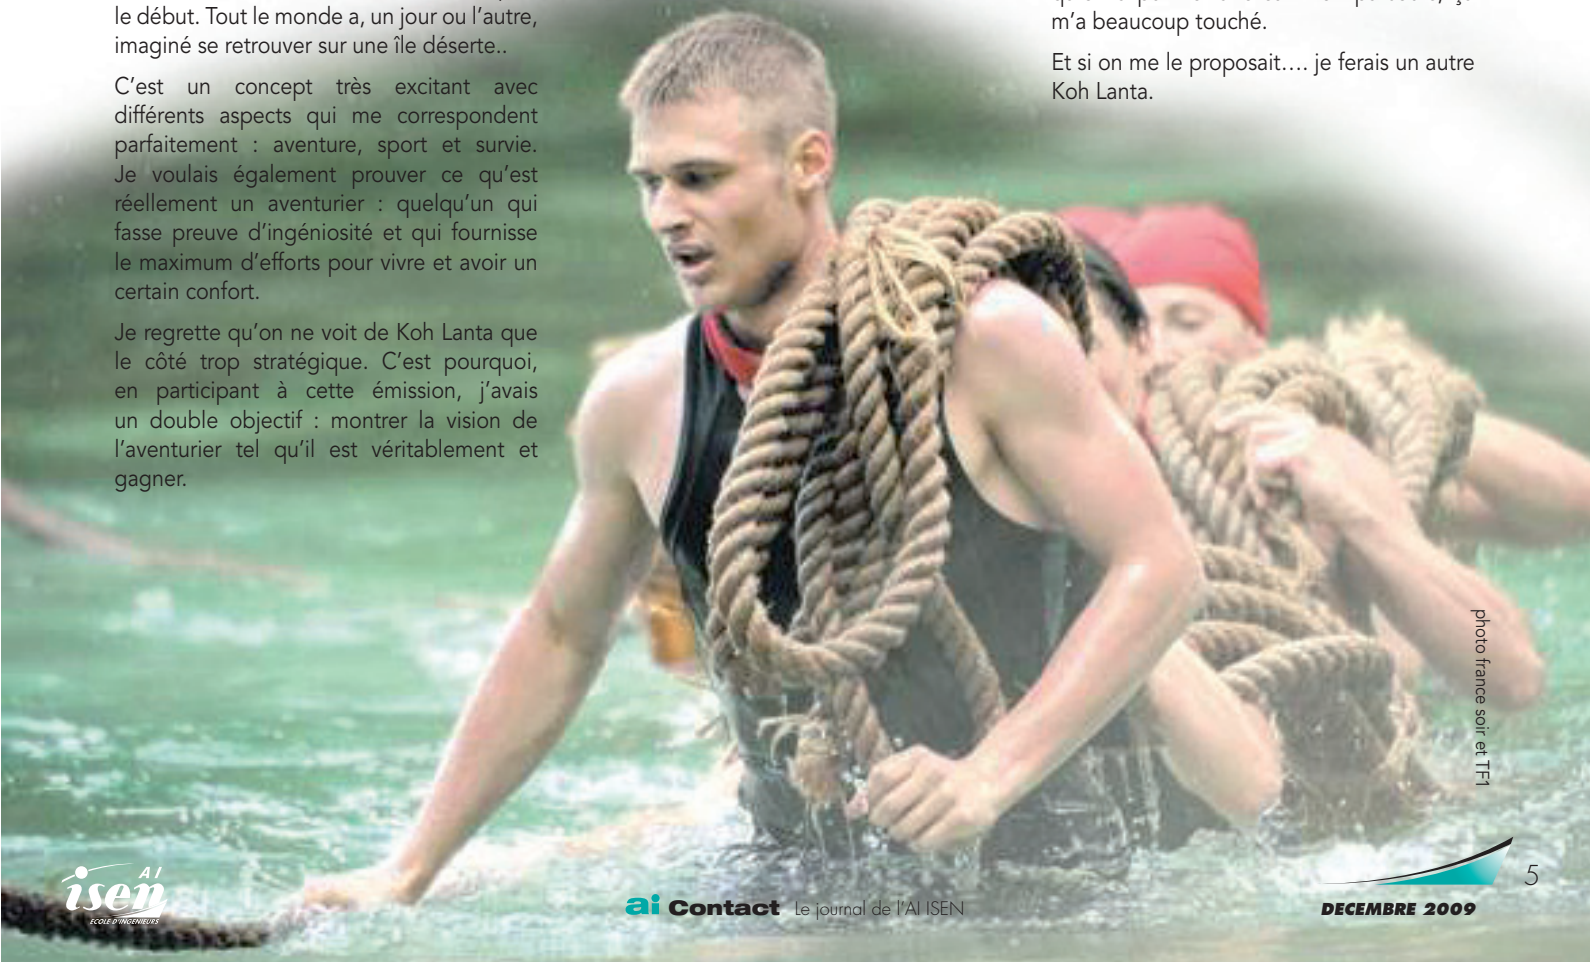 le début. Tout le monde a, un jour ou l'autre,
imaginé se retrouver sur une île déserte..
C'est un concept très excitant avec
différents aspects qui me correspondent
parfaitement : aventure, sport et survie.
Je voulais également prouver ce qu'est
réellement un aventurier : quelqu'un qui
fasse preuve d'ingéniosité et qui fournisse
le maximum d'efforts pour vivre et avoir un
certain confort.
Je regrette qu'on ne voit de Koh Lanta que
le côté trop stratégique. C'est pourquoi,
en participant à cette émission, j'avais
un double objectif : montrer la vision de
l'aventurier tel qu'il est véritablement et
gagner.
m'a beaucoup touché.
Et si on me le proposait.... je ferais un autre
Koh Lanta.
photo france soir et TF1
AI
isen
ECOLE D'INGÉNIEURS
ai Contact Le journal de l'AI ISEN
DECEMBRE 2009
5